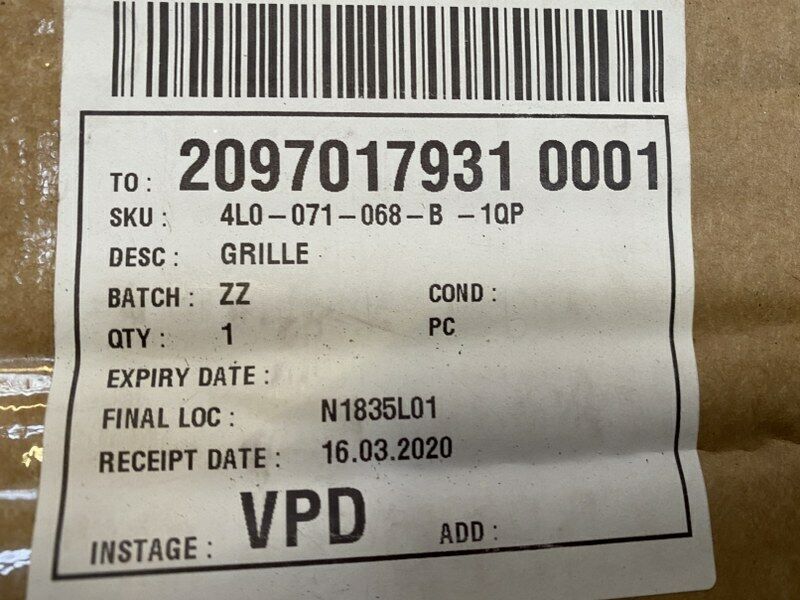 TO: 2097017931 0001
SKU: 4L0-071-068-B -1QP
DESC: GRILLE
BATCH: ZZ COND:
QTY: 1 PC
EXPIRY DATE:
FINAL LOC: N1835L01
RECEIPT DATE: 16.03.2020
INSTAGE: VPD ADD: